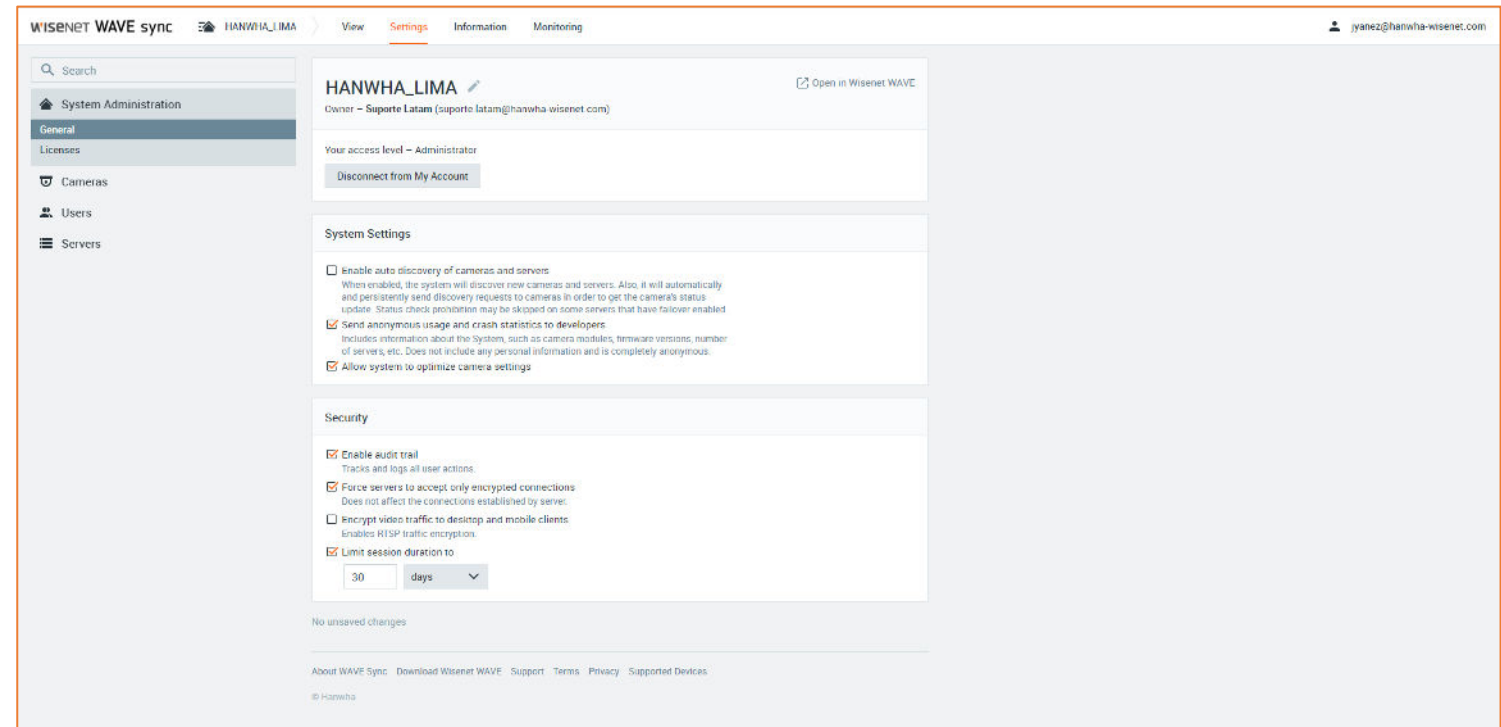 WISENET WAVE sync HANWHA_LIMA View Settings Information Monitoring jyanez@hanwha-wisenet.com
Search
System Administration
General
Licenses
Cameras
Users
Servers
HANWHA_LIMA
Open in Wisenet WAVE
Owner – Suporte Latam (suporte.latam@hanwha-wisenet.com)
Your access level – Administrator
Disconnect from My Account
System Settings
Enable auto discovery of cameras and servers
When enabled, the system will discover new cameras and servers. Also, it will automatically
and persistently send discovery requests to cameras in order to get the camera's status
update. Status check prohibition may be skipped on some servers that have failover enabled
Send anonymous usage and crash statistics to developers
Includes information about the System, such as camera modules, firmware versions, number
of servers, etc. Does not include any personal information and is completely anonymous.
Allow system to optimize camera settings
Security
Enable audit trail
Tracks and logs all user actions.
Force servers to accept only encrypted connections
Does not affect the connections established by server.
Encrypt video traffic to desktop and mobile clients
Enables RTSP traffic encryption.
Limit session duration to
30 days
No unsaved changes
About WAVE Sync Download Wisenet WAVE Support Terms Privacy Supported Devices
© Hanwha